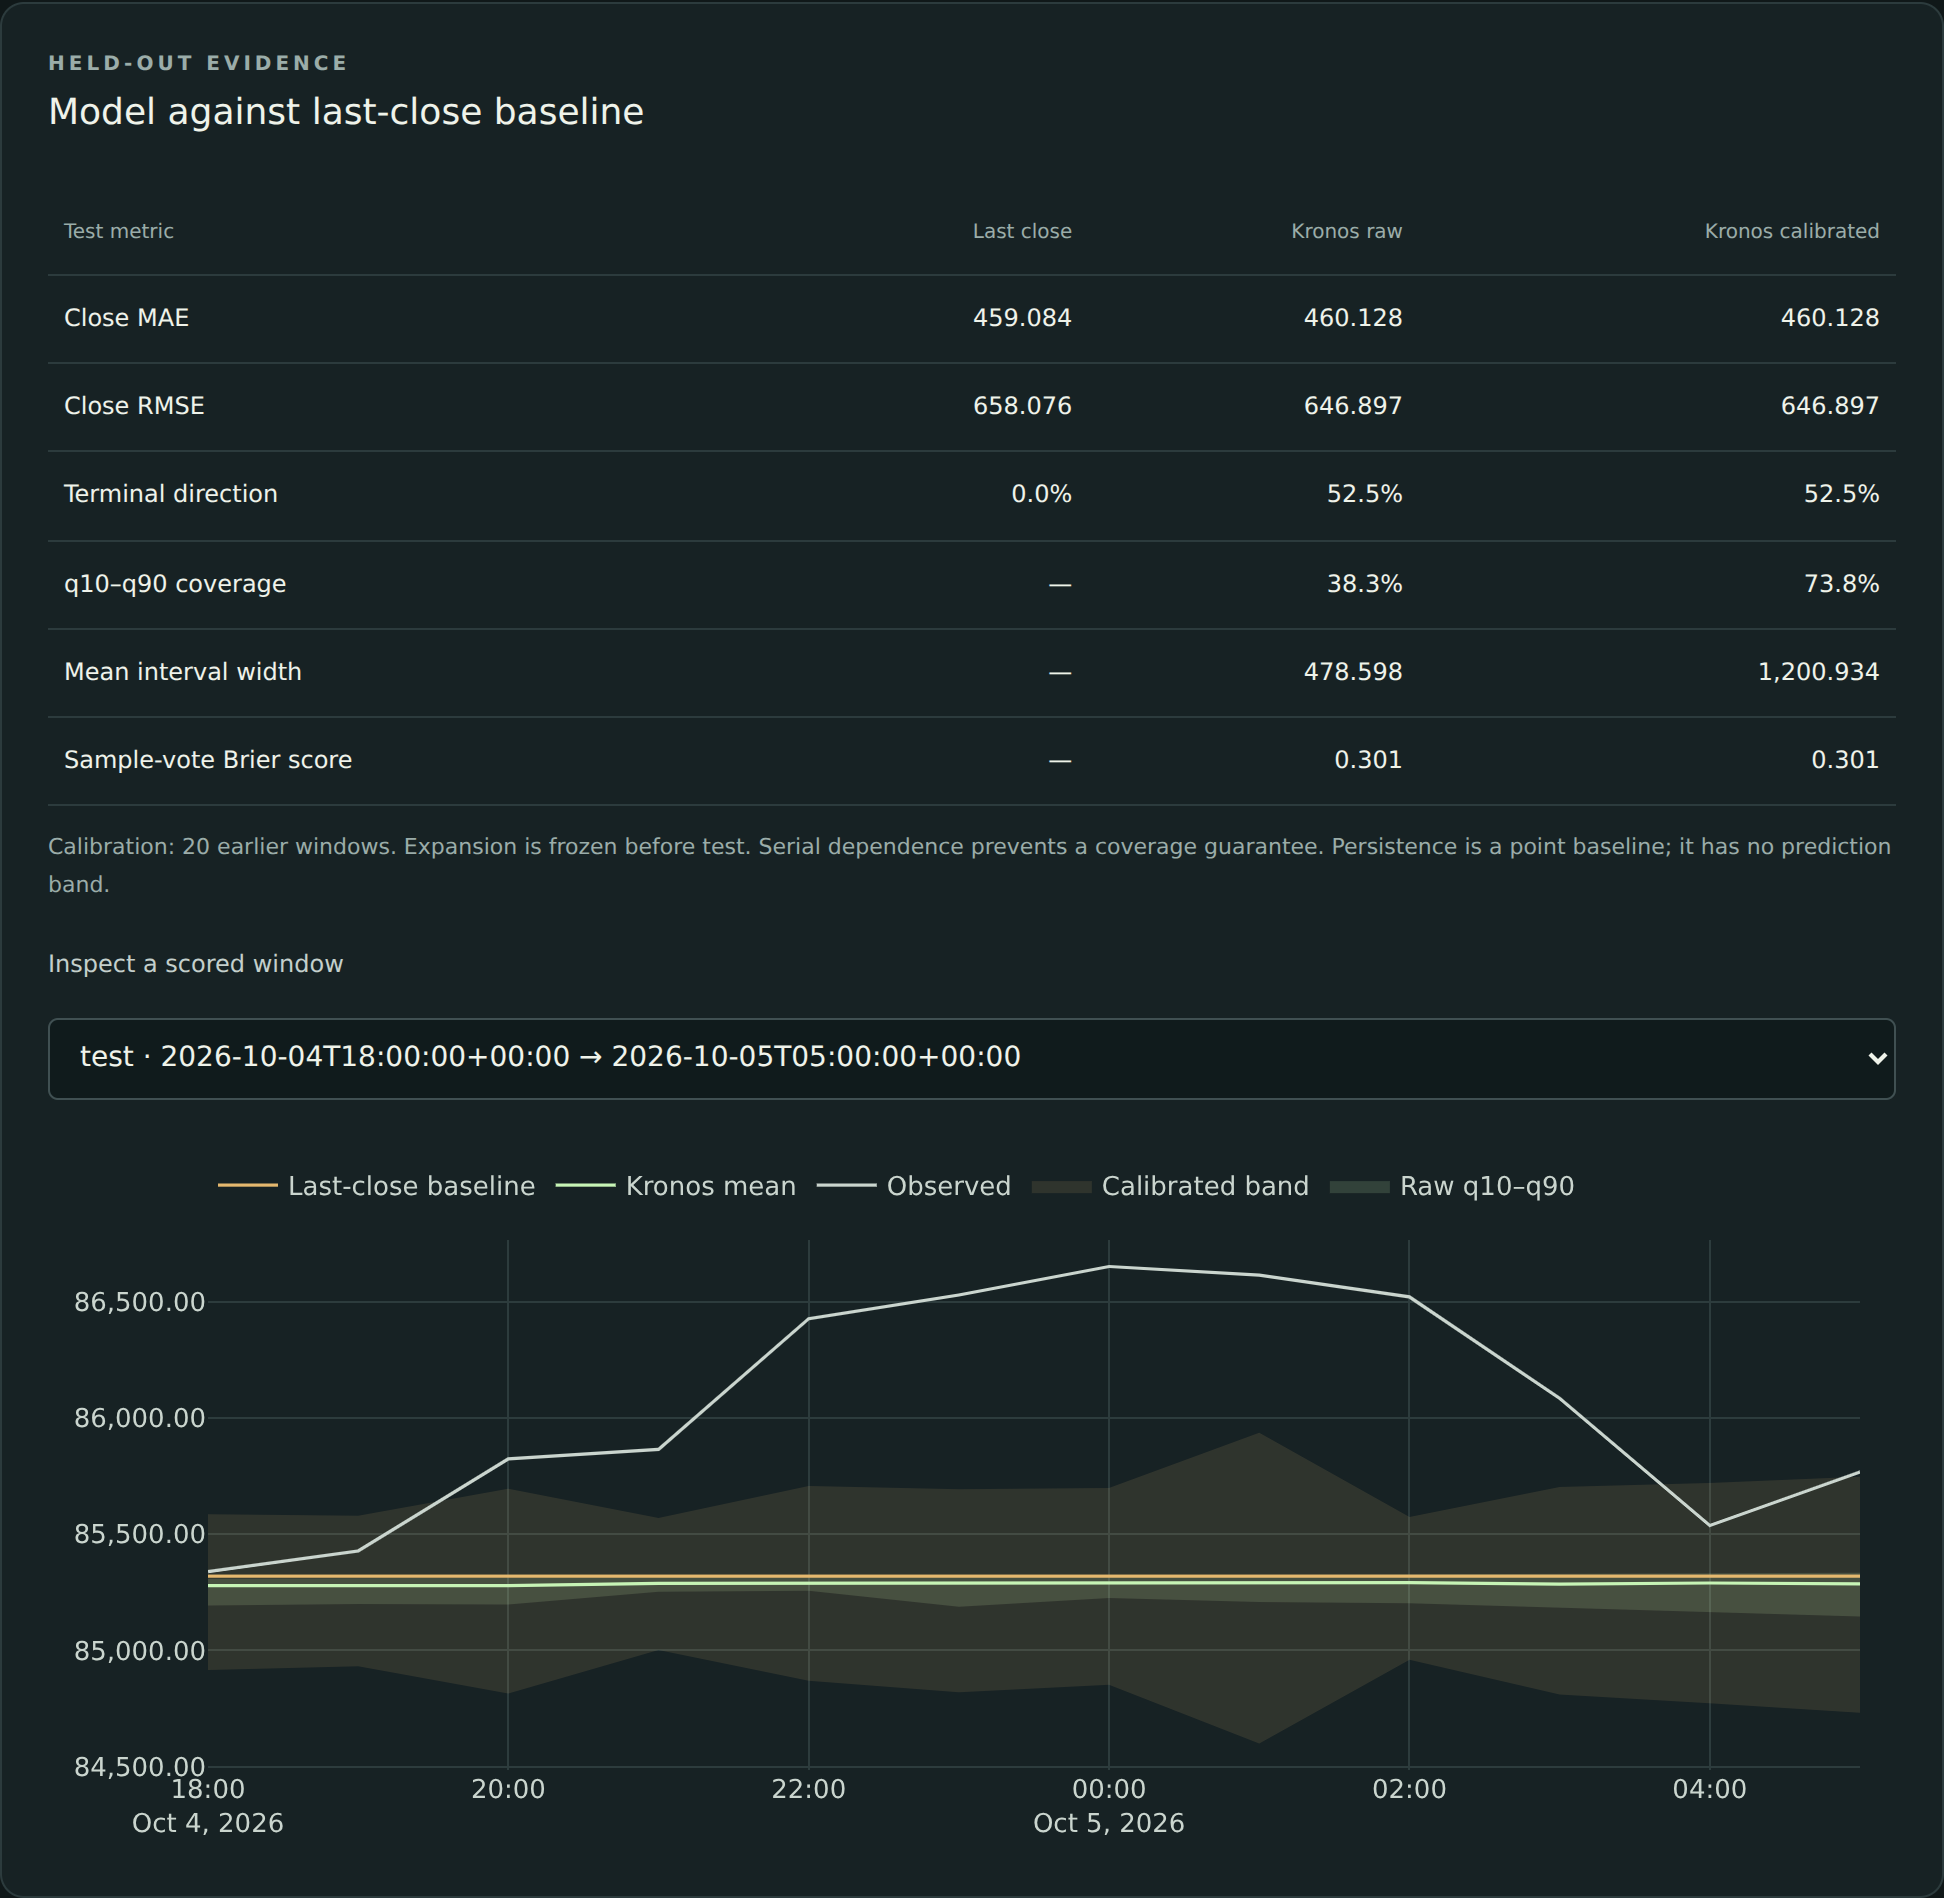 HELD-OUT EVIDENCE
Model against last-close baseline
Test metric Last close Kronos raw Kronos calibrated
Close MAE 459.084 460.128 460.128
Close RMSE 658.076 646.897 646.897
Terminal direction 0.0% 52.5% 52.5%
q10–q90 coverage — 38.3% 73.8%
Mean interval width — 478.598 1,200.934
Sample-vote Brier score — 0.301 0.301
Calibration: 20 earlier windows. Expansion is frozen before test. Serial dependence prevents a coverage guarantee. Persistence is a point baseline; it has no prediction
band.
Inspect a scored window
test · 2026-10-04T18:00:00+00:00 → 2026-10-05T05:00:00+00:00
Last-close baseline Kronos mean Observed Calibrated band Raw q10–q90
86,500.00
86,000.00
85,500.00
85,000.00
84,500.00
18:00 20:00 22:00 00:00 02:00 04:00
Oct 4, 2026 Oct 5, 2026